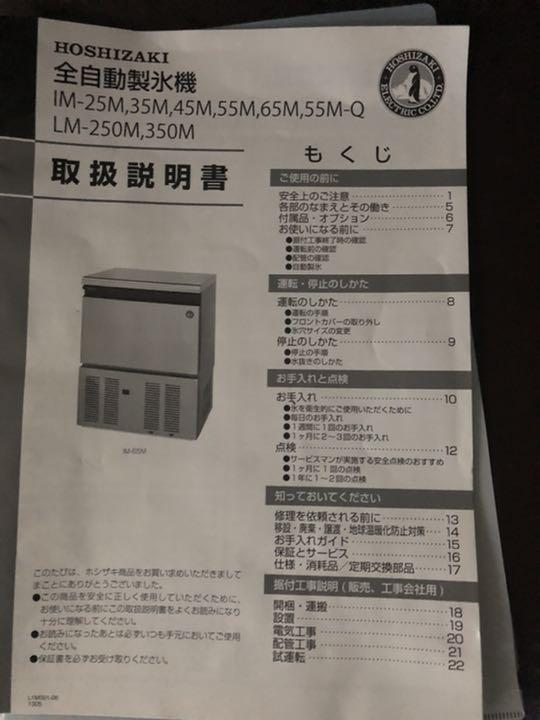 HOSHIZAKI
全自動製氷機
IM-25M,35M,45M,55M,65M,55M-Q
LM-250M,350M
取扱説明書
HOSHIZAKI
ELECTRIC CO.,LTD.
IM-65M
このたびは、ホシザキ商品をお買い求めいただきまして
まことにありがとうございました。
●この商品を安全に正しく使用していただくために、
お使いになる前にこの取扱説明書をよくお読みになり
十分に理解してください。
●お読みになったあとは必ずいつも手元においてご使用
ください。
●保証書を必ずお受け取りください。
もくじ
ご使用の前に
安全上のご注意 1
各部のなまえとその働き 5
付属品・オプション 6
お使いになる前に 7
●据付工事終了時の確認
●運転前の確認
●配管の確認
●自動製氷
運転・停止のしかた
運転のしかた 8
●運転の手順
●フロントカバーの取り外し
●氷穴サイズの変更
停止のしかた 9
●停止の手順
●水抜きのしかた
お手入れと点検
お手入れ 10
●氷を衛生的にご使用いただくために
●毎日のお手入れ
●1週間に1回のお手入れ
●1ヶ月に2～3回のお手入れ
点検 12
●サービスマンが実施する安全点検のおすすめ
●1ヶ月に1回の点検
●1年に1～2回の点検
知っておいてください
修理を依頼される前に 13
移設・廃棄・譲渡・地球温暖化防止対策 14
お手入れガイド 15
保証とサービス 16
仕様・消耗品／定期交換部品 17
据付工事説明(販売、工事会社用)
開梱・運搬 18
設置 19
電気工事 20
配管工事 21
試運転 22